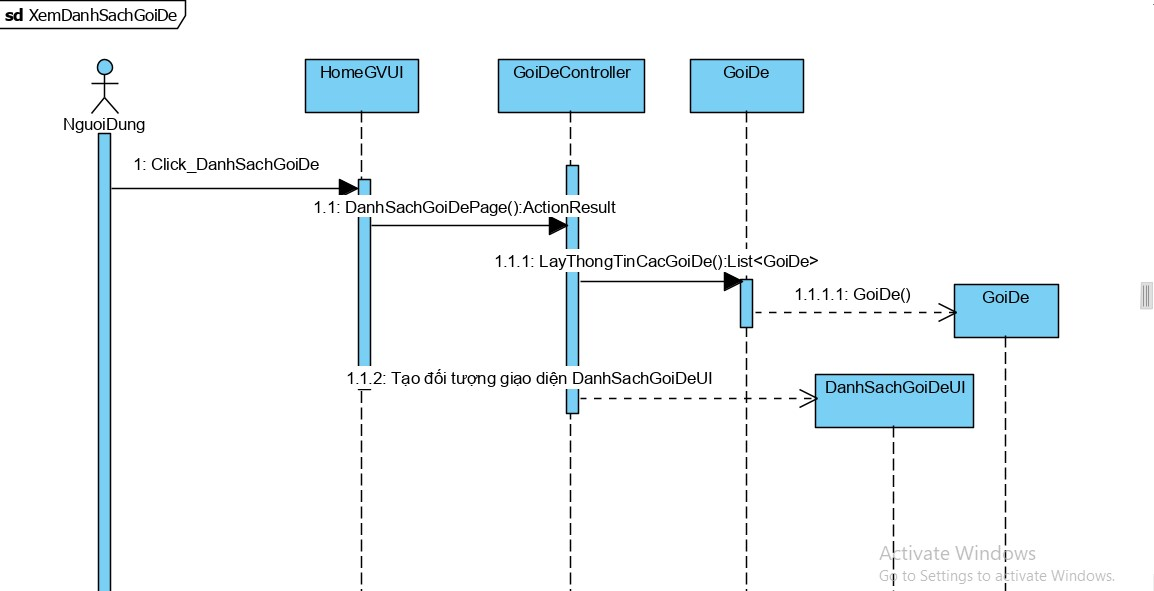 sd XemDanhSachGoiDe
HomeGVUI
GoiDeController
GoiDe
NguoiDung
1: Click_DanhSachGoiDe
1.1: DanhSachGoiDePage():ActionResult
1.1.1: LayThongTinCacGoiDe():List<GoiDe>
1.1.1.1: GoiDe()
GoiDe
1.1.2: Tạo đối tượng giạo diện DanhSachGoiDeUI
DanhSachGoiDeUI
Activate Windows
Go to Settings to activate Windows.